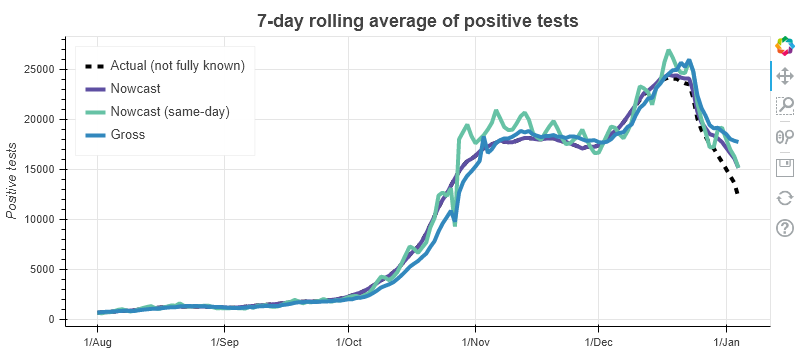 7-day rolling average of positive tests
Actual (not fully known)
Nowcast
Nowcast (same-day)
Gross
Positive tests
25000
20000
15000
10000
5000
0
1/Aug
1/Sep
1/Oct
1/Nov
1/Dec
1/Jan